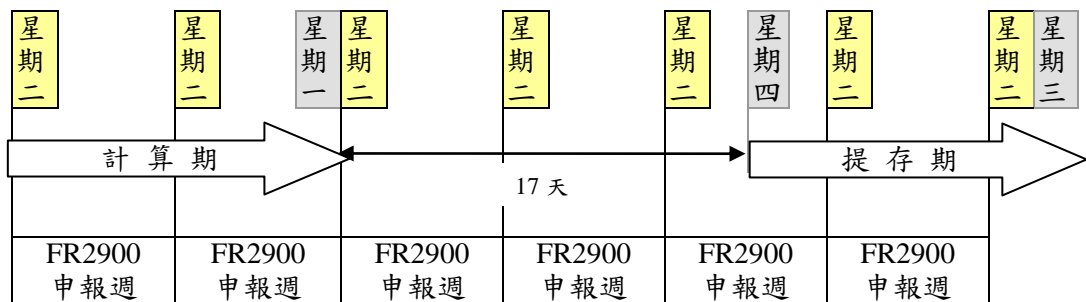 星期二 星期二 星期一 星期二 星期二 星期二 星期四 星期二 星期二 星期三
計算期 提存期
17 天
FR2900 FR2900 FR2900 FR2900 FR2900 FR2900
申報週 申報週 申報週 申報週 申報週 申報週